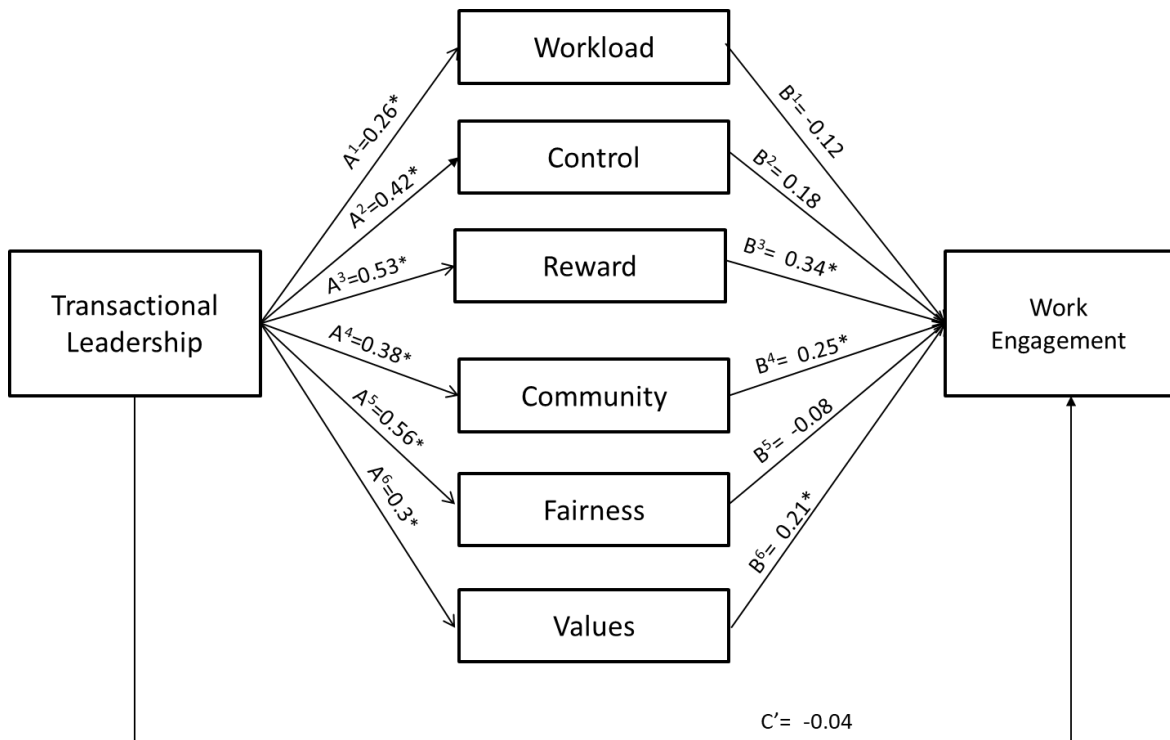 Workload
A¹=0.26*
B¹= -0.12
Control
A²=0.42*
B²= 0.18
Reward
A³=0.53*
B³= 0.34*
Transactional
Leadership
Work
Engagement
A⁴=0.38*
B⁴= 0.25*
Community
A⁵=0.56*
B⁵= -0.08
Fairness
A⁶=0.3*
B⁶= 0.21*
Values
C’= -0.04